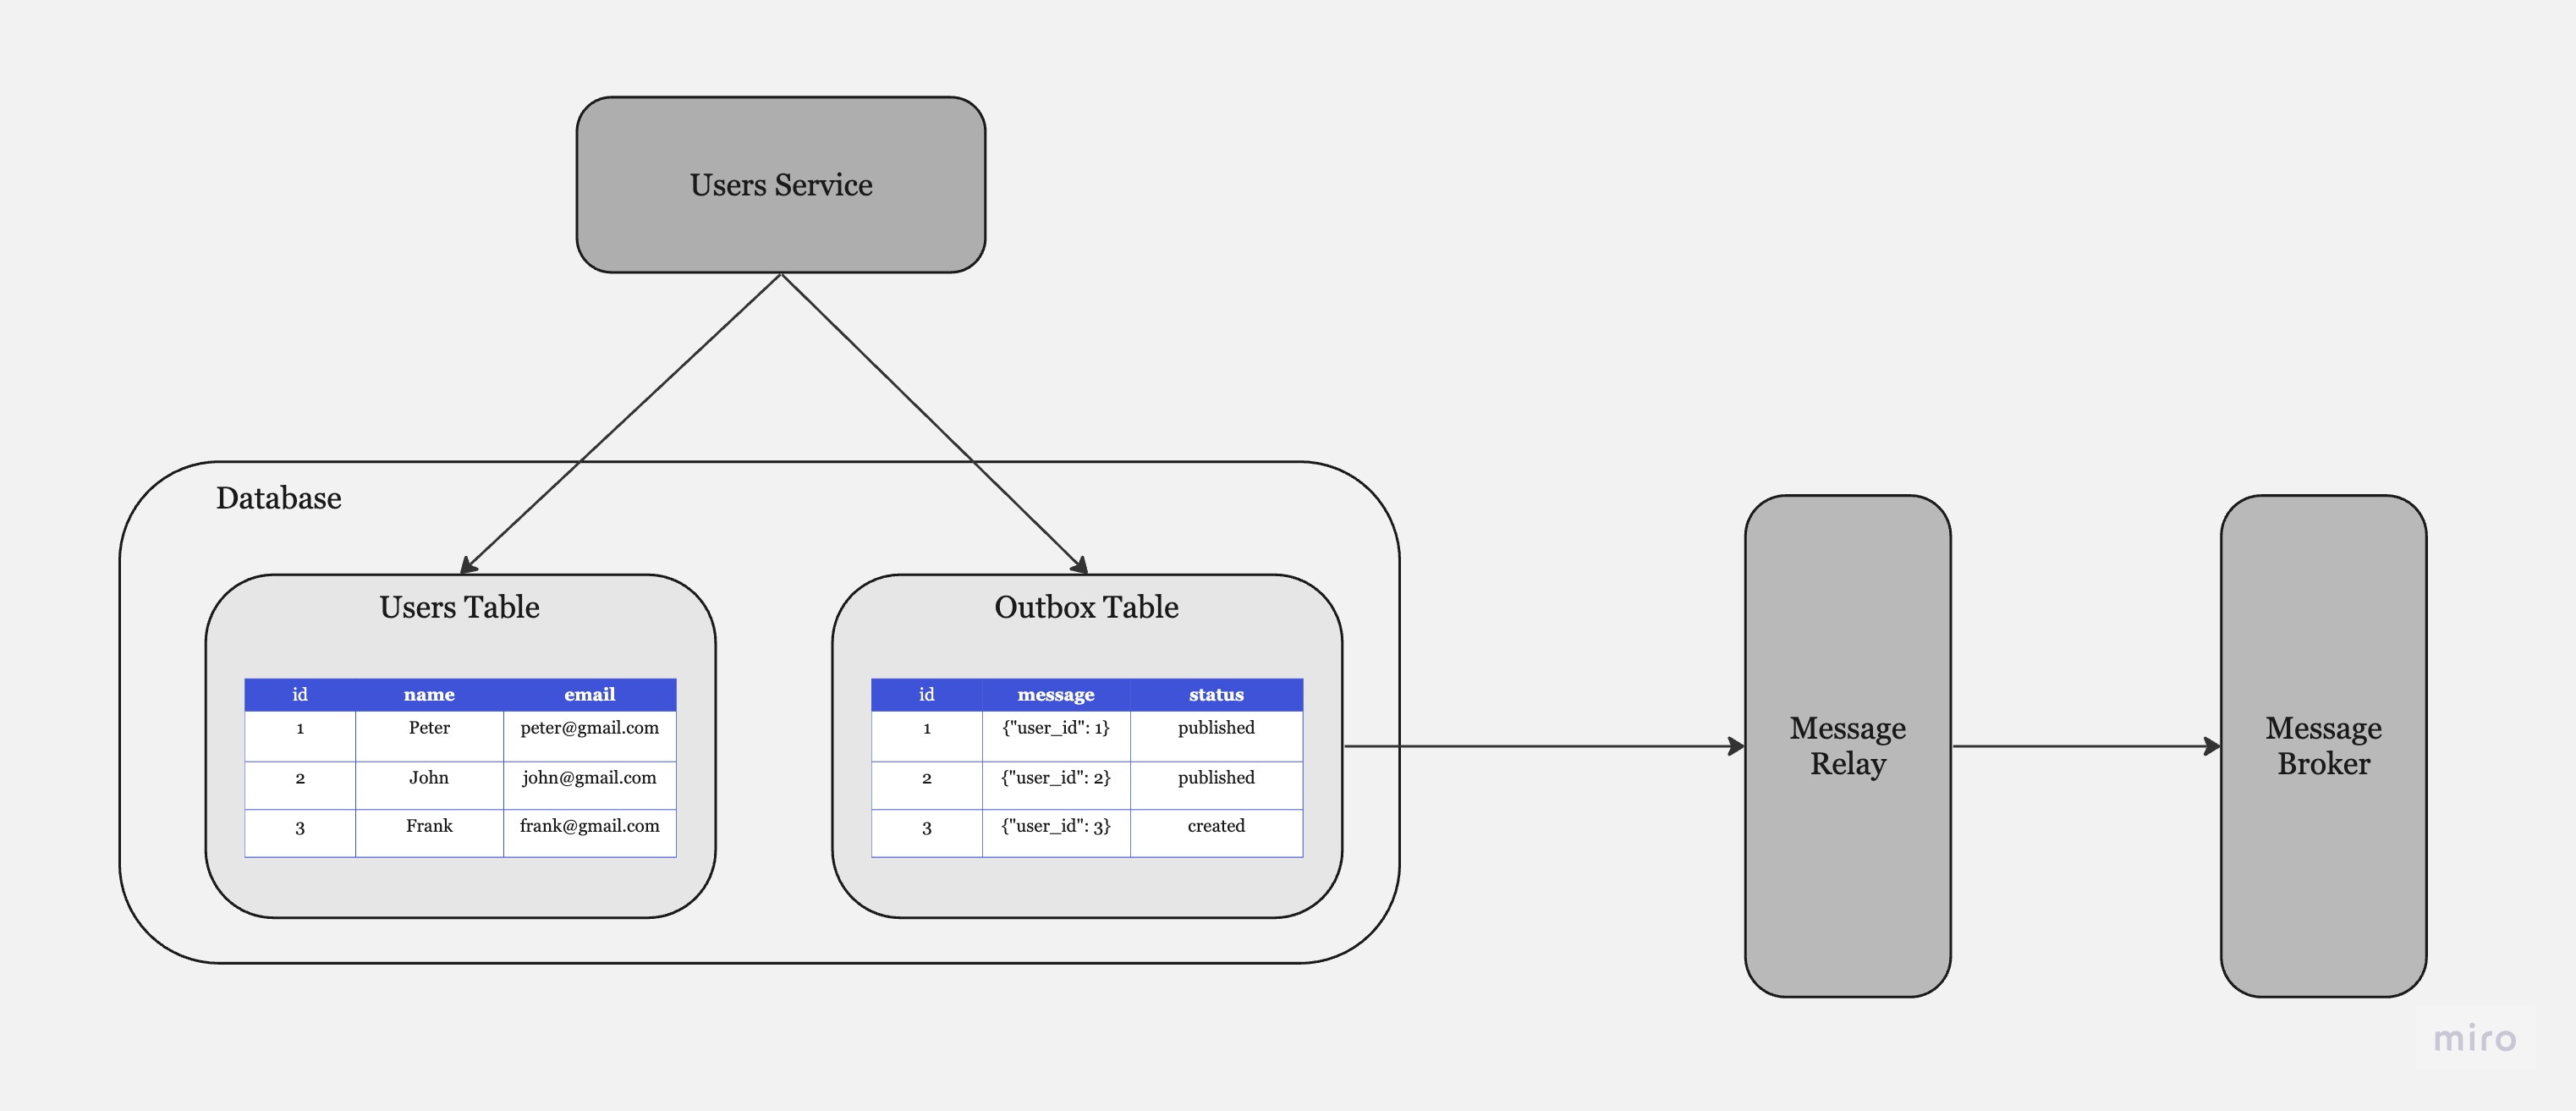 Users Service
Database
Users Table
id name email
1 Peter peter@gmail.com
2 John john@gmail.com
3 Frank frank@gmail.com
Outbox Table
id message status
1 {"user_id": 1} published
2 {"user_id": 2} published
3 {"user_id": 3} created
Message
Relay
Message
Broker
miro